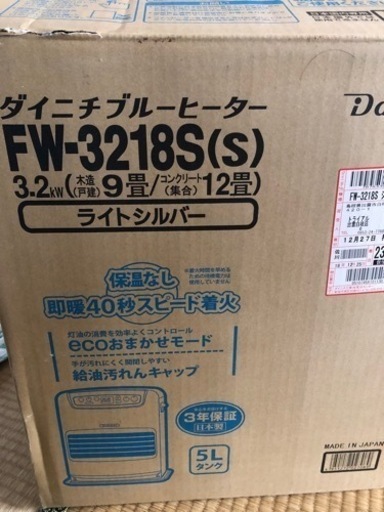 ダイニチブルーヒーター
Da
FW-3218S(S)
3.2kW (木造(戸建)9畳/コンクリート(集合)12畳)
ライトシルバー
FW-3218S
トライアル
12月27日
保温なし
即暖40秒スピード着火
灯油の消費を効率よくコントロール
ecoおまかせモード
手が汚れにくく開閉しやすい
給油汚れんキャップ
3年保証
日本製
5L
タンク
MADE IN JAPAN